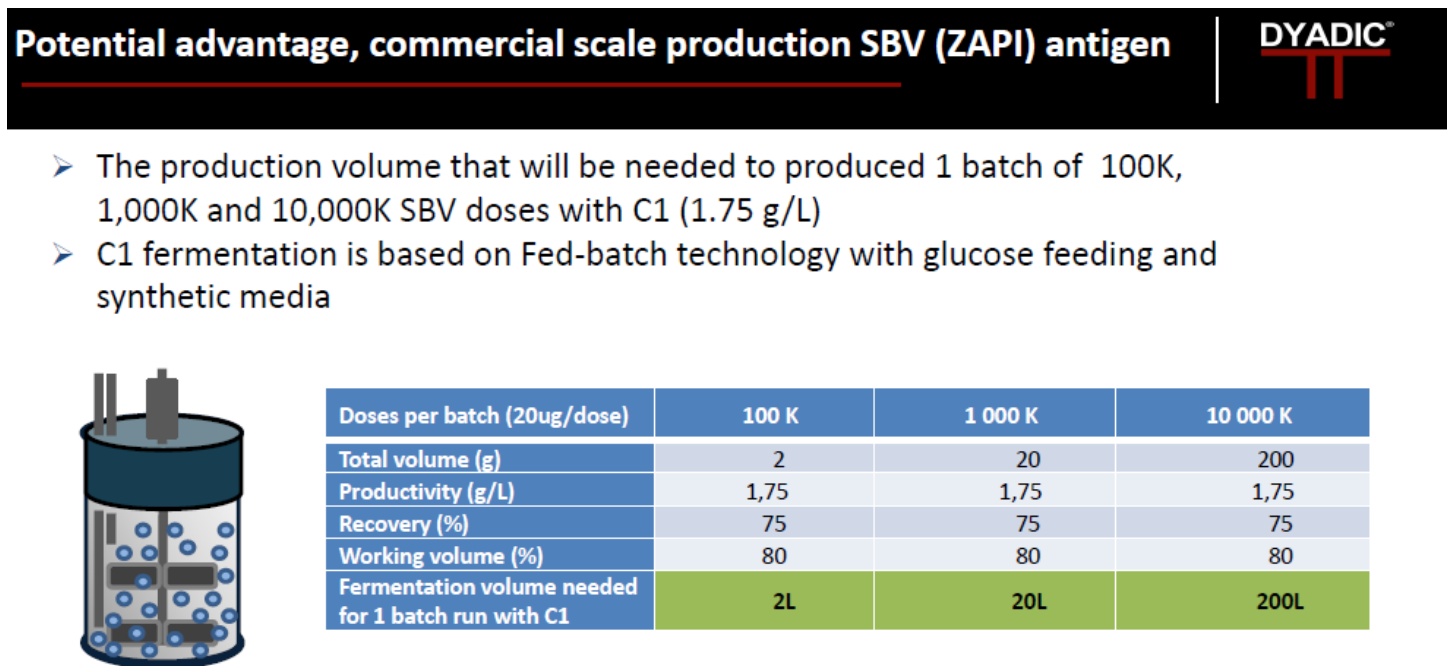 Potential advantage, commercial scale production SBV (ZAPI) antigen
DYADIC®
➢ The production volume that will be needed to produced 1 batch of 100K,
1,000K and 10,000K SBV doses with C1 (1.75 g/L)
➢ C1 fermentation is based on Fed-batch technology with glucose feeding and
synthetic media
Doses per batch (20ug/dose) 100 K 1 000 K 10 000 K
Total volume (g) 2 20 200
Productivity (g/L) 1,75 1,75 1,75
Recovery (%) 75 75 75
Working volume (%) 80 80 80
Fermentation volume needed
for 1 batch run with C1 2L 20L 200L